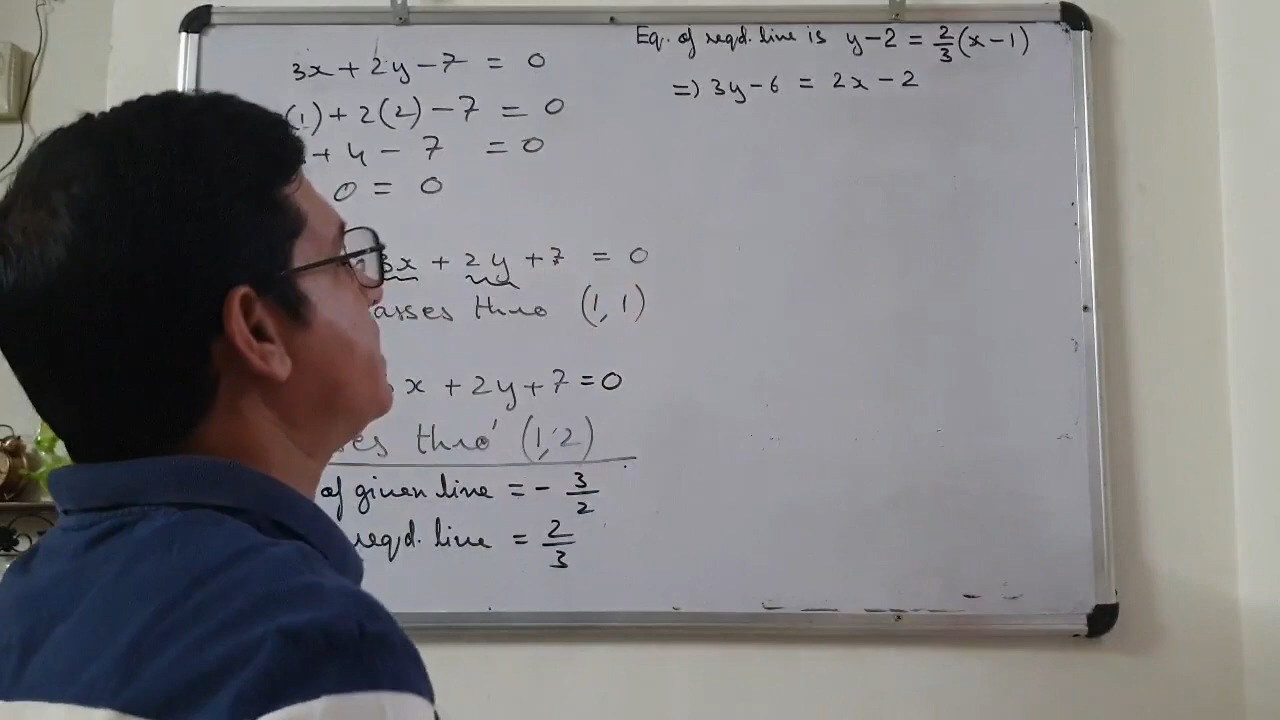 3x + 2y - 7 = 0
(1) + 2(2) - 7 = 0
+ 4 - 7 = 0
0 = 0
3x + 2y + 7 = 0
asses thro (1, 1)
x + 2y + 7 = 0
es thro' (1, 2)
of given line = - 3/2
reqd. line = 2/3
Eq. of reqd. line is y - 2 = 2/3 (x - 1)
=) 3y - 6 = 2x - 2